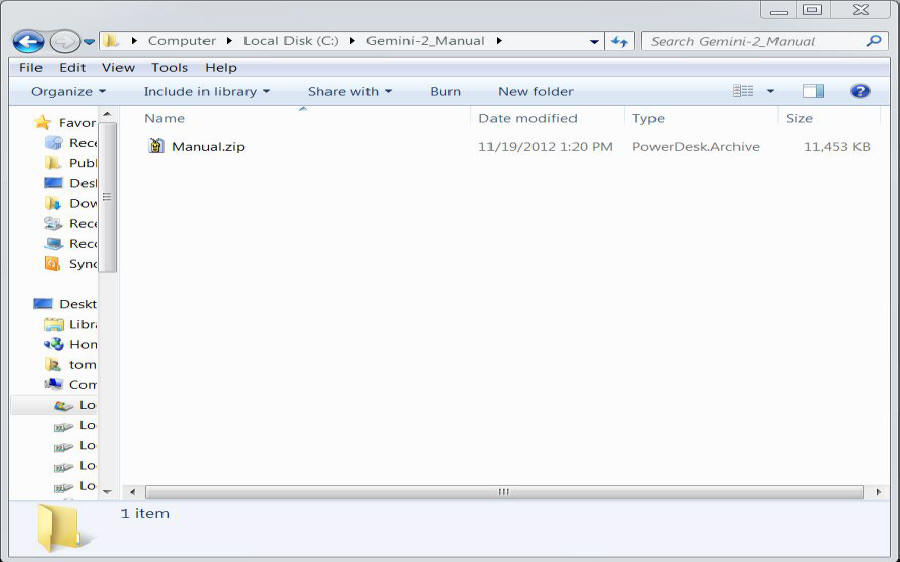 Computer Local Disk (C:) Gemini-2_Manual Search Gemini-2_Manual
File Edit View Tools Help
Organize Include in library Share with Burn New folder
Name Date modified Type Size
Manual.zip 11/19/2012 1:20 PM PowerDesk.Archive 11,453 KB
Favor
Rece
Publ
Desk
Dow
Rece
Reco
Sync
Deskt
Libra
Hom
tom
Com
Lo
Lo
Lo
Lo
Lo
1 item